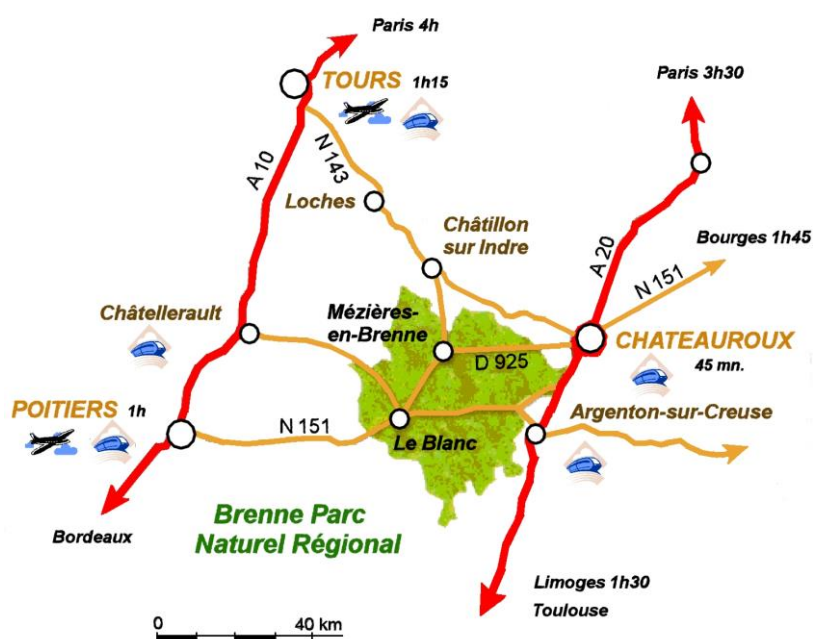 Paris 4h
TOURS 1h15
Paris 3h30
A 10
N 143
Loches
Châtillon
sur Indre
A 20
Bourges 1h45
N 151
Châtellerault
Mézières-
en-Brenne
CHATEAUROUX
D 925
45 mn.
POITIERS 1h
N 151
Le Blanc
Argenton-sur-Creuse
Brenne Parc
Naturel Régional
Bordeaux
Limoges 1h30
Toulouse
0 40 km